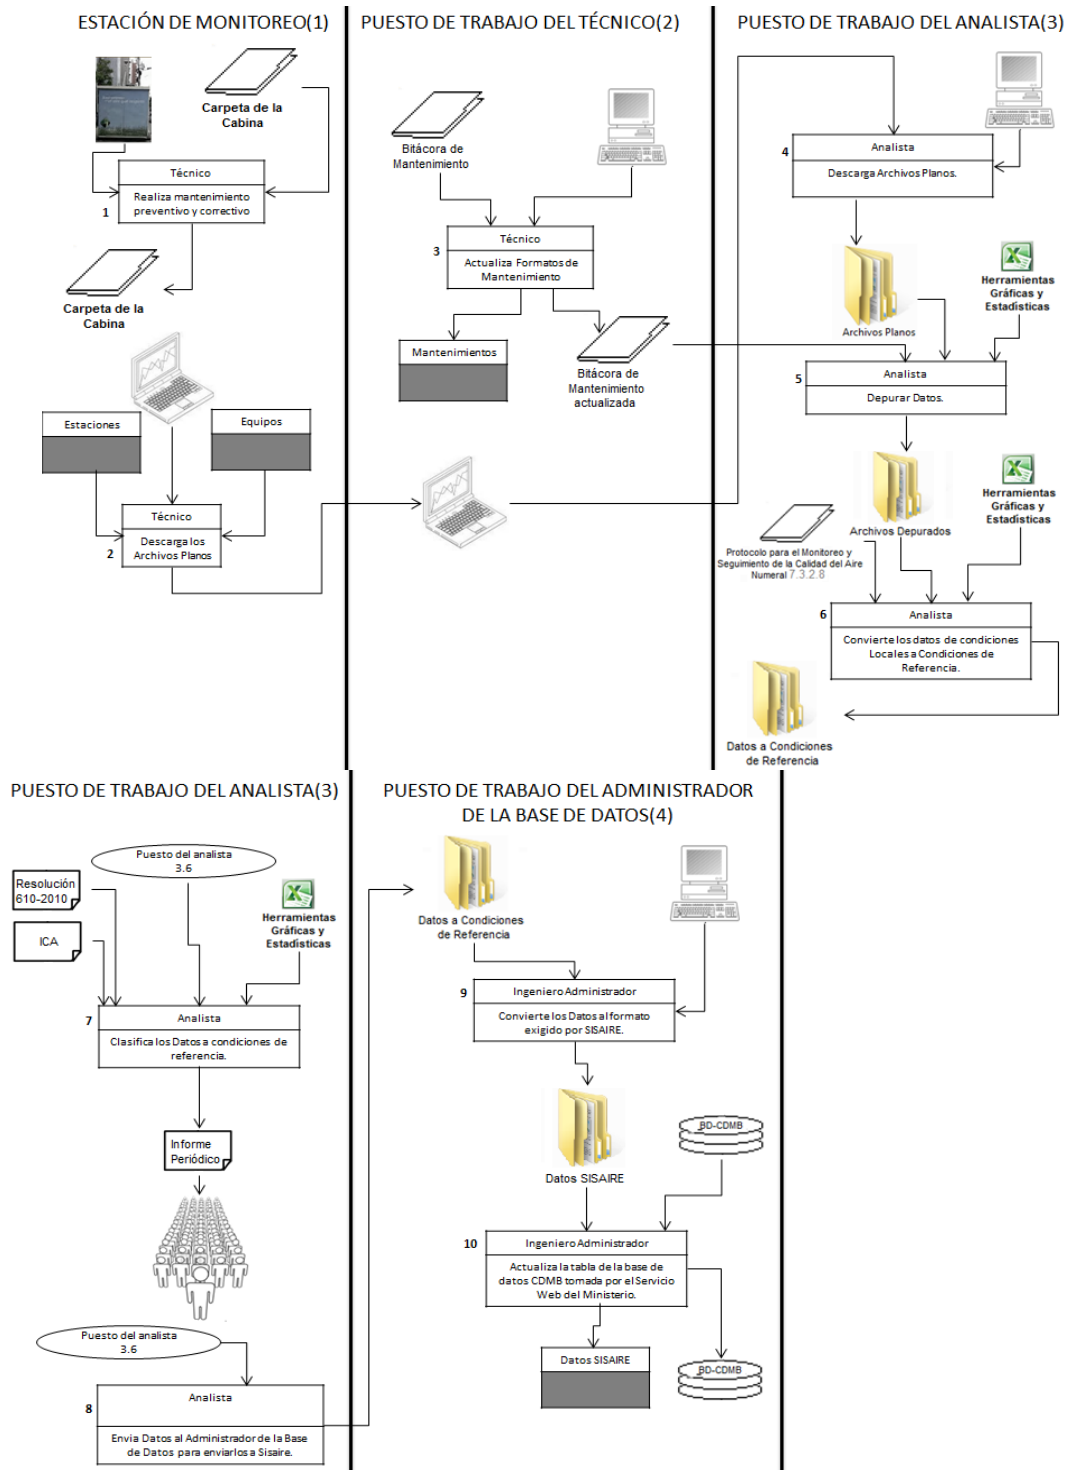 ESTACIÓN DE MONITOREO(1)
Carpeta de la
Cabina
Técnico
1
Realiza mantenimiento
preventivo y correctivo
Carpeta de la
Cabina
Estaciones
Equipos
Técnico
2
Descarga los
Archivos Planos
PUESTO DE TRABAJO DEL TÉCNICO(2)
Bitácora de
Mantenimiento
Técnico
3
Actualiza Formatos de
Mantenimiento
Mantenimientos
Bitácora de
Mantenimiento
actualizada
PUESTO DE TRABAJO DEL ANALISTA(3)
4
Analista
Descarga Archivos Planos.
Archivos Planos
Herramientas
Gráficas y
Estadísticas
5
Analista
Depurar Datos.
Archivos Depurados
Herramientas
Gráficas y
Estadísticas
Protocolo para el Monitoreo y
Seguimiento de la Calidad del Aire
Numeral 7.3.2.8
6
Analista
Convierte los datos de condiciones
Locales a Condiciones de
Referencia.
Datos a Condiciones
de Referencia
PUESTO DE TRABAJO DEL ANALISTA(3)
Puesto del analista
3.6
Resolución
610-2010
ICA
Herramientas
Gráficas y
Estadísticas
7
Analista
Clasifica los Datos a condiciones de
referencia.
Informe
Periódico
Puesto del analista
3.6
Analista
8
Envia Datos al Administrador de la Base
de Datos para enviarlos a Sisaire.
PUESTO DE TRABAJO DEL ADMINISTRADOR
DE LA BASE DE DATOS(4)
Datos a Condiciones
de Referencia
9
Ingeniero Administrador
Convierte los Datos al formato
exigido por SISAIRE.
Datos SISAIRE
BD-CDMB
10
Ingeniero Administrador
Actualiza la tabla de la base de
datos CDMB tomada por el Servicio
Web del Ministerio.
Datos SISAIRE
BD-CDMB